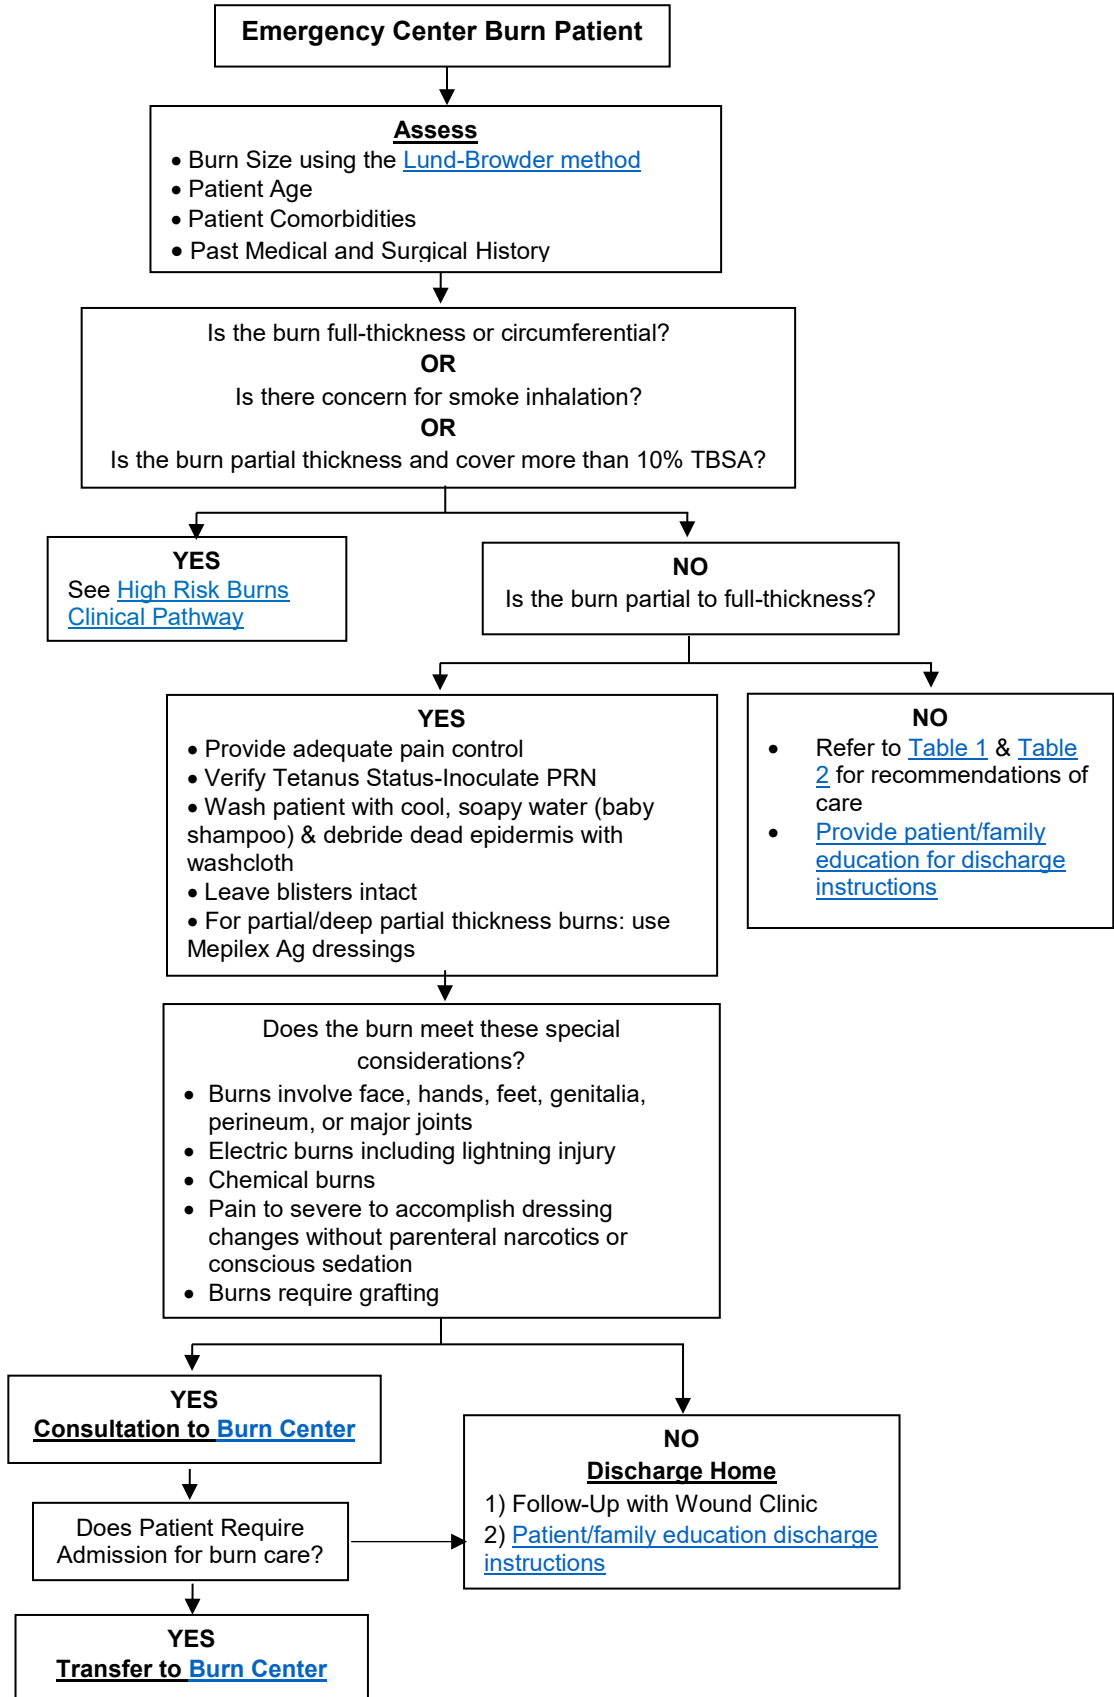 Emergency Center Burn Patient
Assess
• Burn Size using the Lund-Browder method
• Patient Age
• Patient Comorbidities
• Past Medical and Surgical History
Is the burn full-thickness or circumferential?
OR
Is there concern for smoke inhalation?
OR
Is the burn partial thickness and cover more than 10% TBSA?
YES
See High Risk Burns
Clinical Pathway
NO
Is the burn partial to full-thickness?
YES
• Provide adequate pain control
• Verify Tetanus Status-Inoculate PRN
• Wash patient with cool, soapy water (baby
shampoo) & debride dead epidermis with
washcloth
• Leave blisters intact
• For partial/deep partial thickness burns: use
Mepilex Ag dressings
NO
• Refer to Table 1 & Table
2 for recommendations of
care
• Provide patient/family
education for discharge
instructions
Does the burn meet these special
considerations?
• Burns involve face, hands, feet, genitalia,
perineum, or major joints
• Electric burns including lightning injury
• Chemical burns
• Pain to severe to accomplish dressing
changes without parenteral narcotics or
conscious sedation
• Burns require grafting
YES
Consultation to Burn Center
NO
Discharge Home
1) Follow-Up with Wound Clinic
2) Patient/family education discharge
instructions
Does Patient Require
Admission for burn care?
YES
Transfer to Burn Center